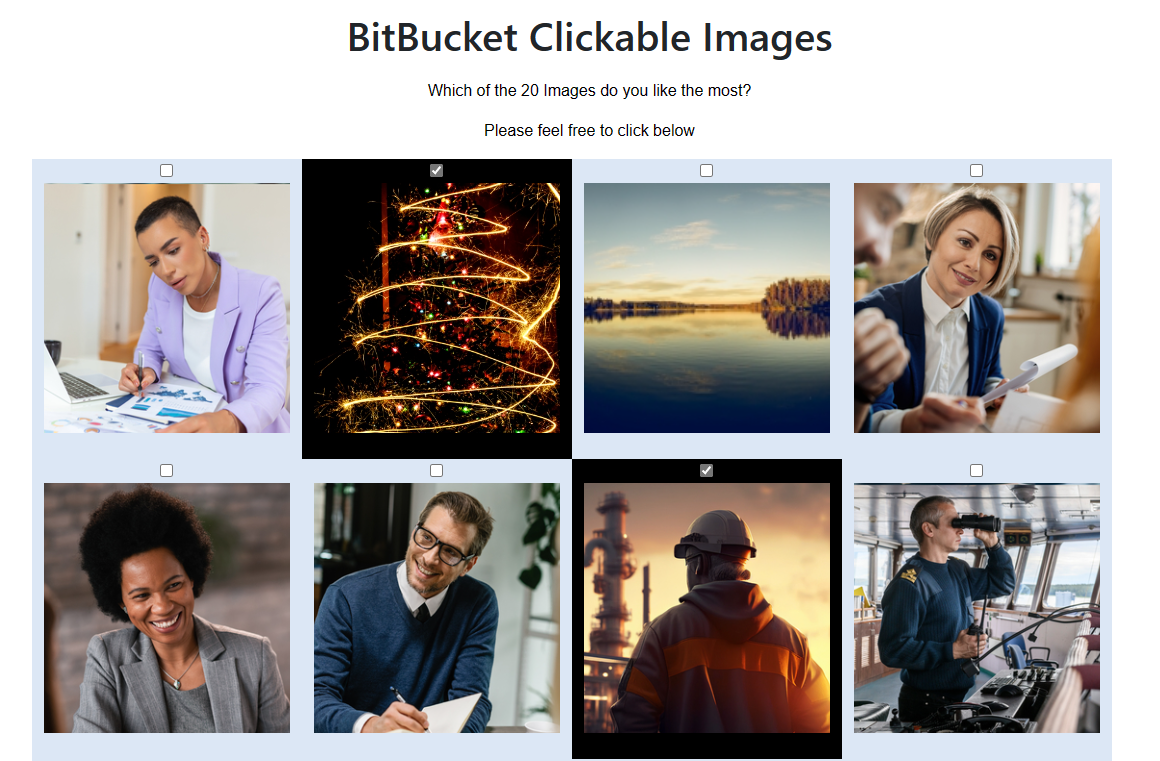 BitBucket Clickable Images
Which of the 20 Images do you like the most?
Please feel free to click below